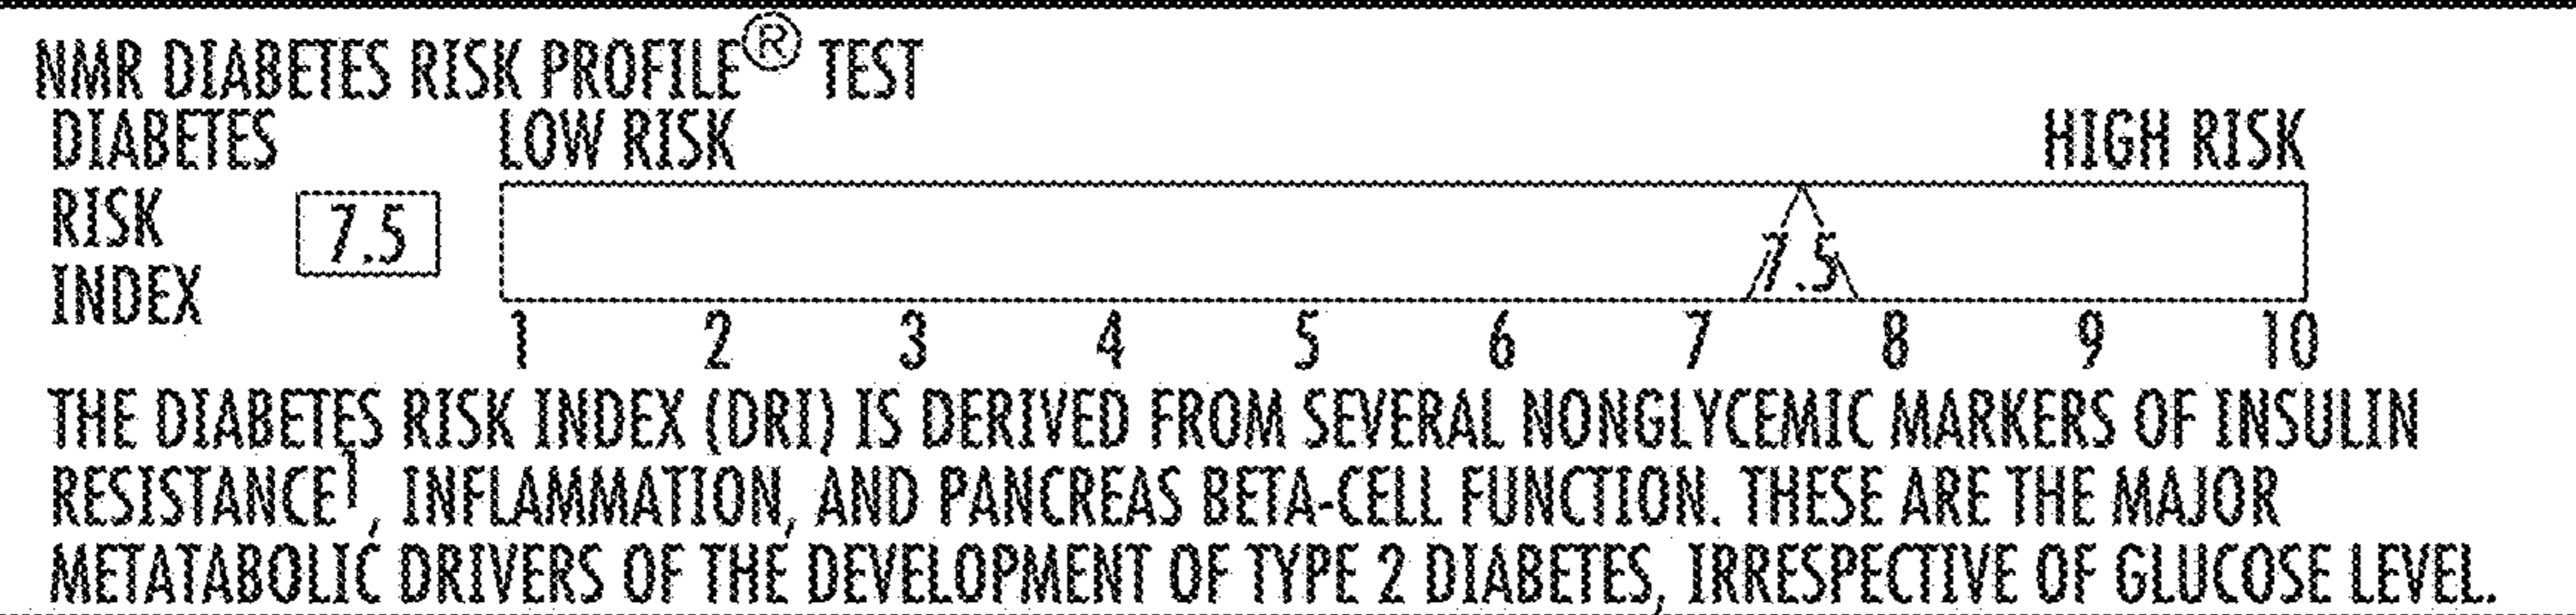 NMR DIABETES RISK PROFILE® TEST
DIABETES LOW RISK HIGH RISK
RISK 7.5 7.5
INDEX
1 2 3 4 5 6 7 8 9 10
THE DIABETES RISK INDEX (DRI) IS DERIVED FROM SEVERAL NONGLYCEMIC MARKERS OF INSULIN
RESISTANCE¹, INFLAMMATION, AND PANCREAS BETA-CELL FUNCTION. THESE ARE THE MAJOR
METATABOLIC DRIVERS OF THE DEVELOPMENT OF TYPE 2 DIABETES, IRRESPECTIVE OF GLUCOSE LEVEL.